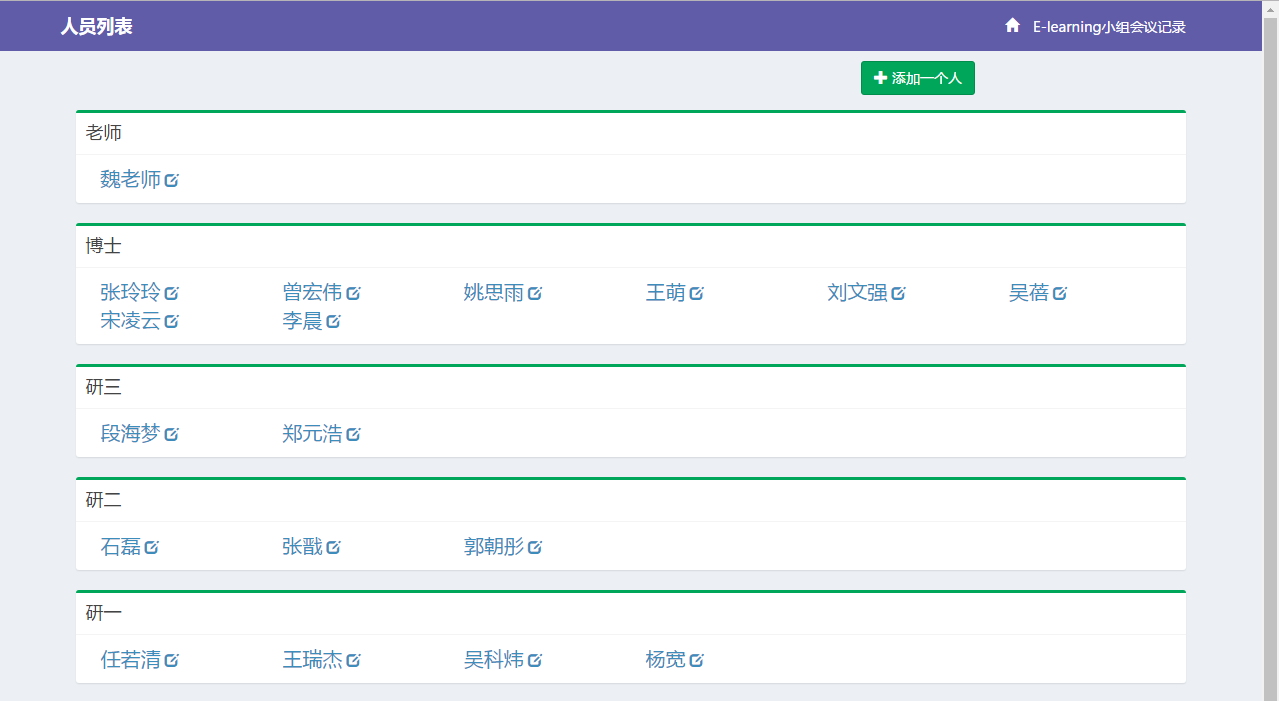 人员列表 E-learning小组会议记录
添加一个人
老师
魏老师
博士
张玲玲 曾宏伟 姚思雨 王萌 刘文强 吴蓓
宋凌云 李晨
研三
段海梦 郑元浩
研二
石磊 张戬 郭朝彤
研一
任若清 王瑞杰 吴科炜 杨宽